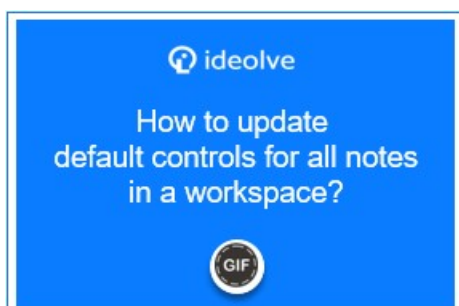 ideolve
How to update
default controls for all notes
in a workspace?
GIF